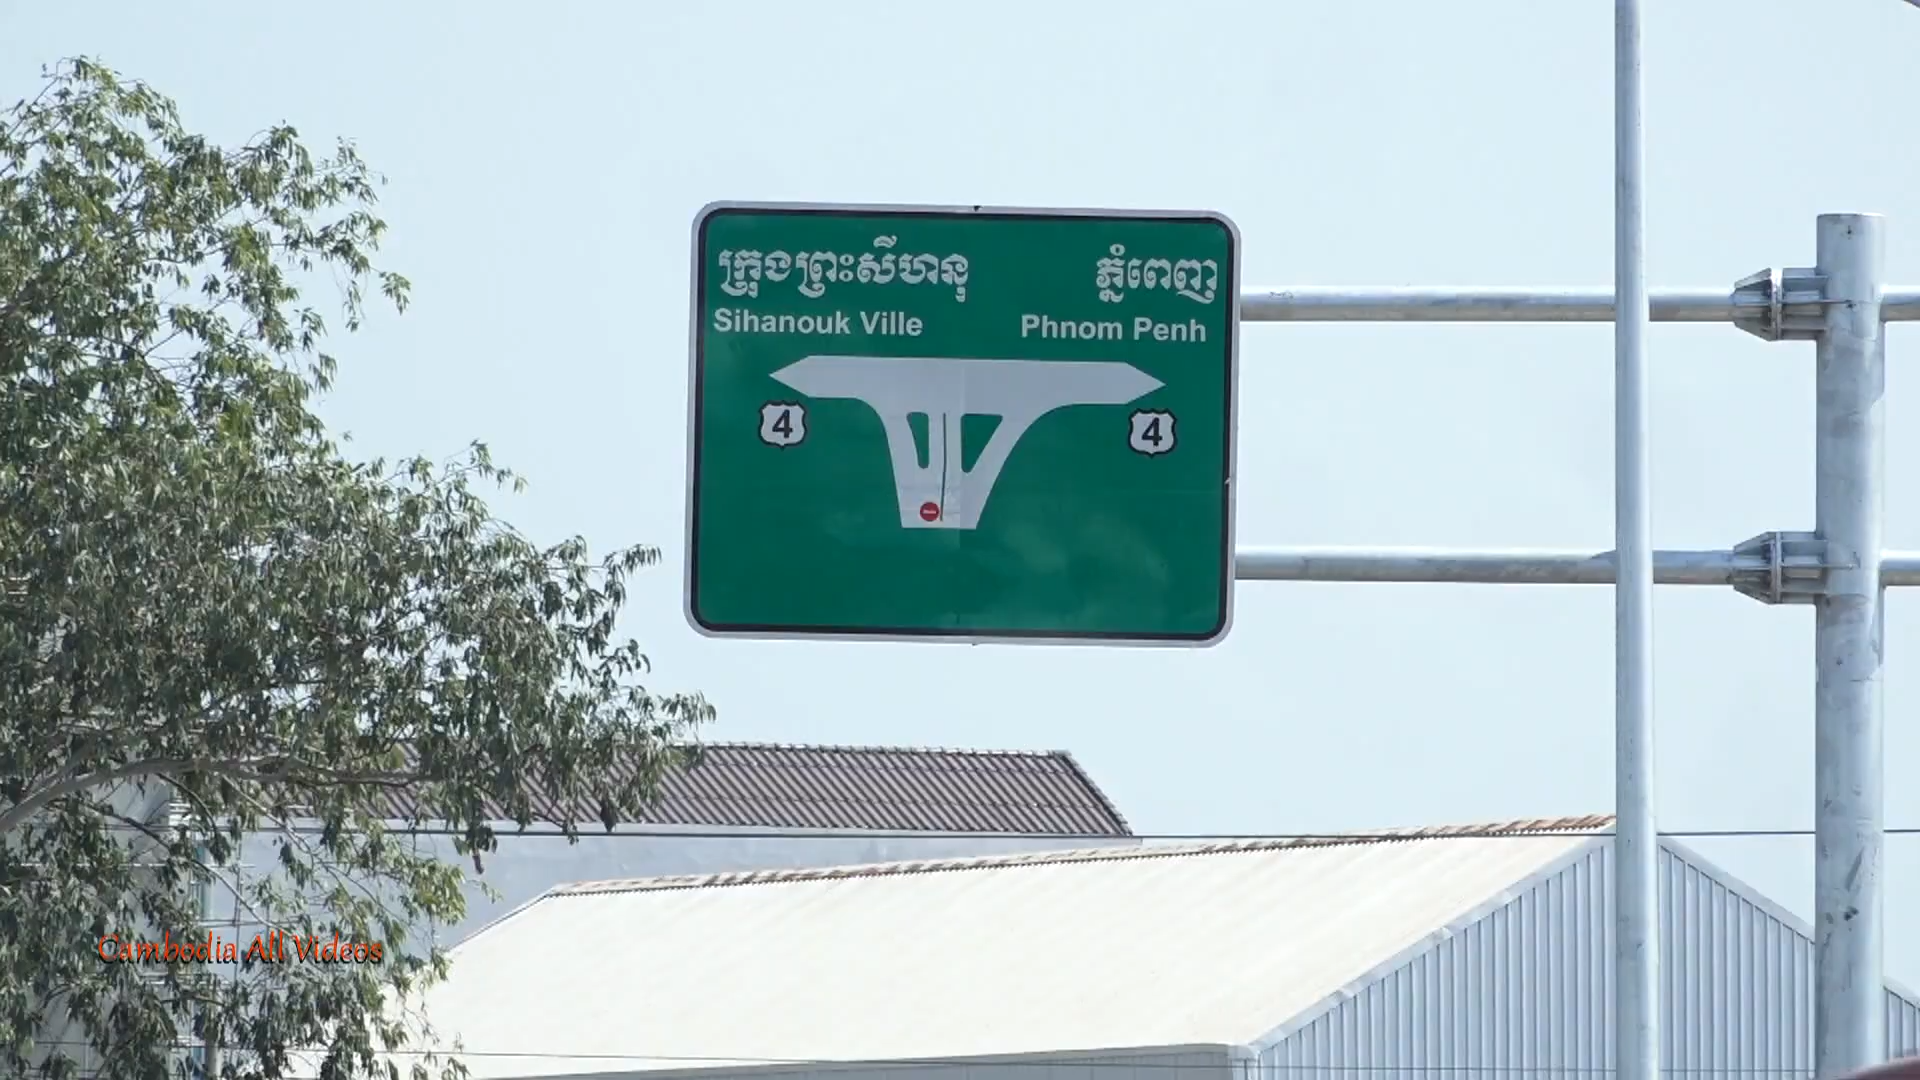 ក្រុងព្រះសីហនុ
Sihanouk Ville
ភ្នំពេញ
Phnom Penh
4
4
Cambodia All Videos